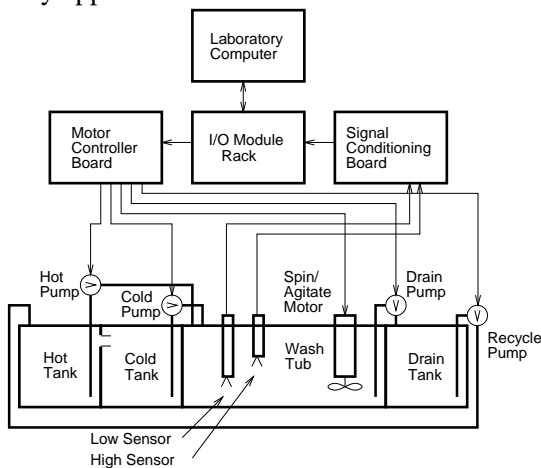 Laboratory
Computer
Motor
Controller
Board
I/O Module
Rack
Signal
Conditioning
Board
Hot
Pump
Cold
Pump
Spin/
Agitate
Motor
Drain
Pump
Hot
Tank
Cold
Tank
Wash
Tub
Drain
Tank
Recycle
Pump
Low Sensor
High Sensor